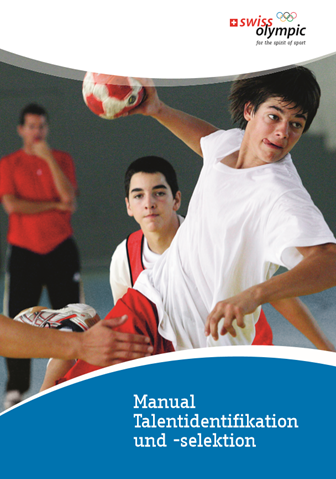 swiss
olympic
for the spirit of sport
Manual
Talentidentifikation
und -selektion